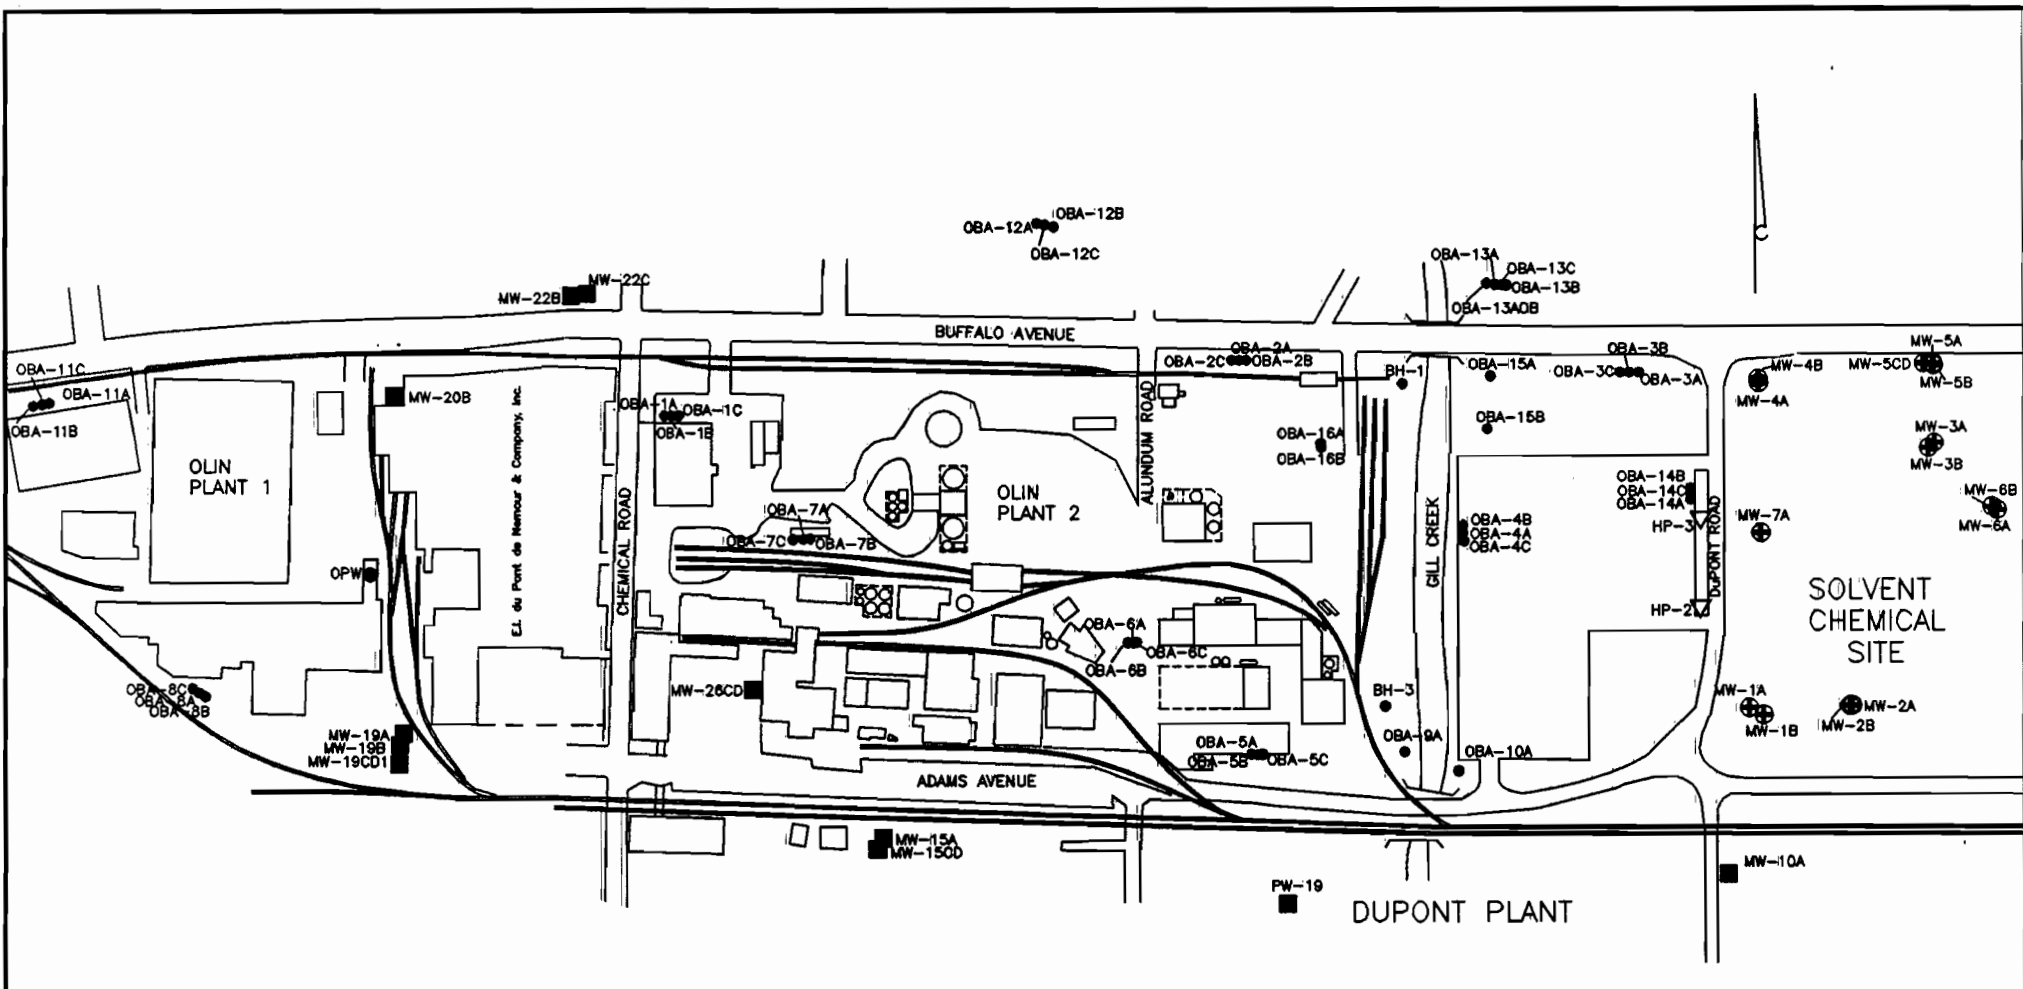 OBA-12B
OBA-12A
OBA-12C
OBA-13A
OBA-13C
OBA-13B
OBA-13AOB
MW-22C
MW-22B
BUFFALO AVENUE
OBA-11C
OBA-11A
OBA-11B
MW-20B
OLIN
PLANT 1
E.I. du Pont de Nemour & Company, Inc.
CHEMICAL ROAD
OBA-1A
OBA-1C
OBA-1B
OBA-2A
OBA-2C
OBA-2B
BH-1
OBA-15A
OBA-3B
OBA-3C
OBA-3A
MW-4B
MW-4A
MW-5A
MW-5CD
MW-5B
ALUNDUM ROAD
OBA-16A
OBA-16B
OBA-15B
MW-3A
MW-3B
OLIN
PLANT 2
OBA-7A
OBA-7C
OBA-7B
GILL CREEK
OBA-4B
OBA-4A
OBA-4C
OBA-14B
OBA-14C
OBA-14A
HP-3
DuPONT ROAD
HP-2
MW-7A
MW-6B
MW-6A
OPW
SOLVENT
CHEMICAL
SITE
OBA-6A
OBA-6C
OBA-6B
OBA-8C
OBA-8A
OBA-8B
MW-26CD
BH-3
MW-1A
MW-1B
MW-2A
MW-2B
MW-19A
MW-19B
MW-19CD1
OBA-5A
OBA-5B
OBA-5C
OBA-9A
OBA-10A
ADAMS AVENUE
MW-15A
MW-15CD
PW-19
DUPONT PLANT
MW-10A